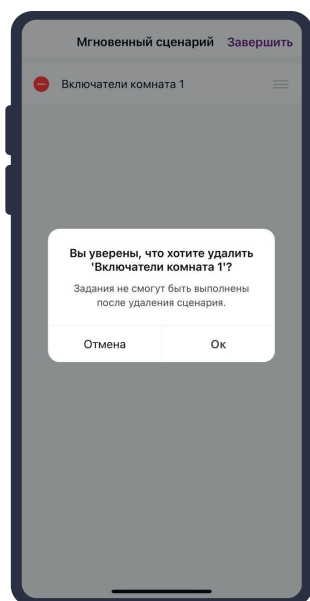 Мгновенный сценарий Завершить
Включатели комната 1
Вы уверены, что хотите удалить
'Включатели комната 1'?
Задания не смогут быть выполнены
после удаления сценария.
Отмена Ок